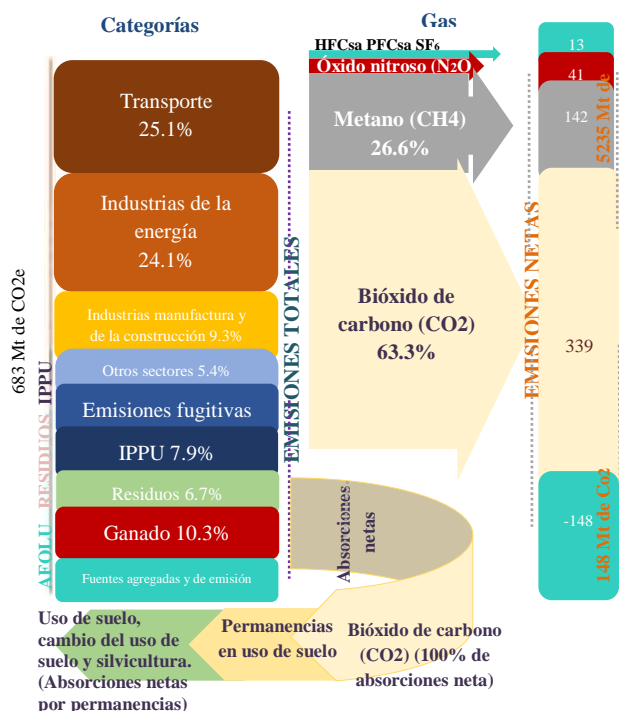 Categorías
Gas
Transporte
25.1%
Industrias de la
energía
24.1%
Industrias manufactura y
de la construcción 9.3%
Otros sectores 5.4%
Emisiones fugitivas
IPPU 7.9%
Residuos 6.7%
Ganado 10.3%
Fuentes agregadas y de emisión
683 Mt de CO2e
AFOLU RESIDUOS IPPU
EMISIONES TOTALES
HFCsa PFCsa SF6
Óxido nitroso (N2O
Metano (CH4)
26.6%
Bióxido de
carbono (CO2)
63.3%
Absorciones
netas
EMISIONES NETAS
13
41
142
339
-148
5235 Mt de
148 Mt de Co2
Uso de suelo,
cambio del uso de
suelo y silvicultura.
(Absorciones netas
por permanencias)
Permanencias
en uso de suelo
Bióxido de carbono
(CO2) (100% de
absorciones neta)